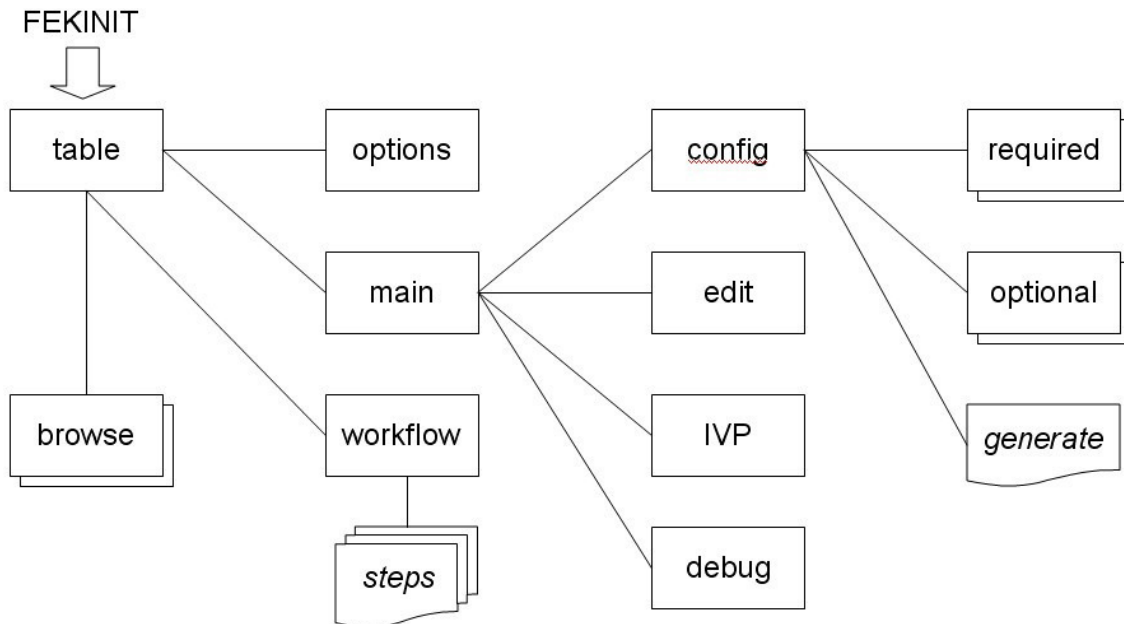 FEKINIT
table
options
config
required
main
edit
optional
browse
workflow
IVP
generate
steps
debug